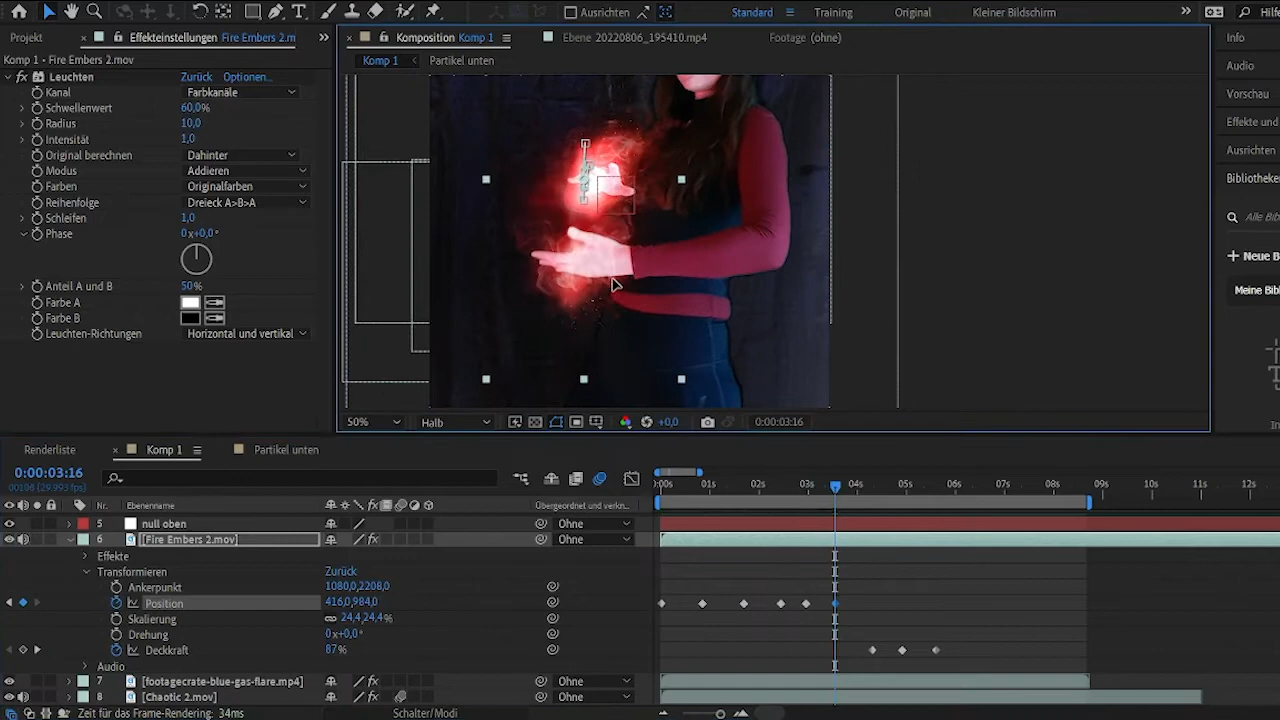 Ausrichten Standard Training Original Kleiner Bildschirm Hilfe
Projekt Effekteinstellungen Fire Embers 2.m Komposition Komp 1 Ebene 20220806_195410.mp4 Footage (ohne) Info
Komp 1 - Fire Embers 2.mov Komp 1 Partikel unten Audio
fx Leuchten Zurück Optionen...
Kanal Farbkanäle Vorschau
Schwellenwert 60,0%
Radius 10,0 Effekte und
Intensität 1,0
Original berechnen Dahinter Ausrichten
Modus Addieren
Farben Originalfarben Bibliotheke
Reihenfolge Dreieck A>B>A
Schleifen 1,0
Phase 0x+0,0°
Neue B
Anteil A und B 50% Meine Bib
Farbe A
Farbe B
Leuchten-Richtungen Horizontal und vertikal
50% Halb +0,0 0:00:03:16
Renderliste Komp 1 Partikel unten
0:00:03:16
00106 (29.993 fps)
:00s 01s 02s 03s 04s 05s 06s 07s 08s 09s 10s 11s 12s
Nr. Ebenenname fx Übergeordnet und verkn...
5 null oben Ohne
6 [Fire Embers 2.mov] fx Ohne
Effekte
Transformieren Zurück
Ankerpunkt 1080,0,2208,0
Position 416,0,984,0
Skalierung 24,4,24,4%
Drehung 0x+0,0°
Deckkraft 87%
Audio
7 [footagecrate-blue-gas-flare.mp4] fx Ohne
8 [Chaotic 2.mov] fx Ohne
Zeit für das Frame-Rendering: 34ms Schalter/Modi